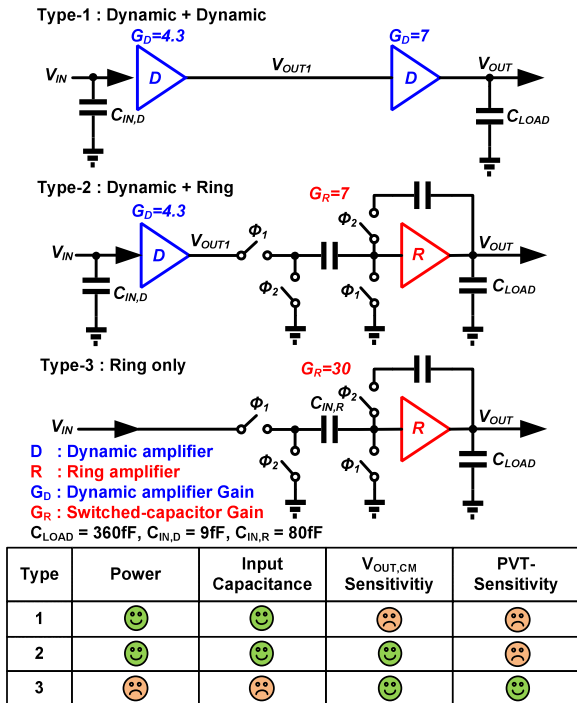 Type-1 : Dynamic + Dynamic
G_D=4.3
G_D=7
V_IN
D
V_OUT1
D
V_OUT
C_IN,D
C_LOAD
Type-2 : Dynamic + Ring
G_D=4.3
G_R=7
V_IN
D
V_OUT1
Φ1
Φ2
R
V_OUT
C_IN,D
Φ2
Φ1
C_LOAD
Type-3 : Ring only
G_R=30
V_IN
Φ1
C_IN,R
Φ2
R
V_OUT
Φ2
Φ1
C_LOAD
D : Dynamic amplifier
R : Ring amplifier
G_D : Dynamic amplifier Gain
G_R : Switched-capacitor Gain
C_LOAD = 360fF, C_IN,D = 9fF, C_IN,R = 80fF
Type
Power
Input Capacitance
V_OUT,CM Sensitivitiy
PVT-Sensitivity
1
2
3